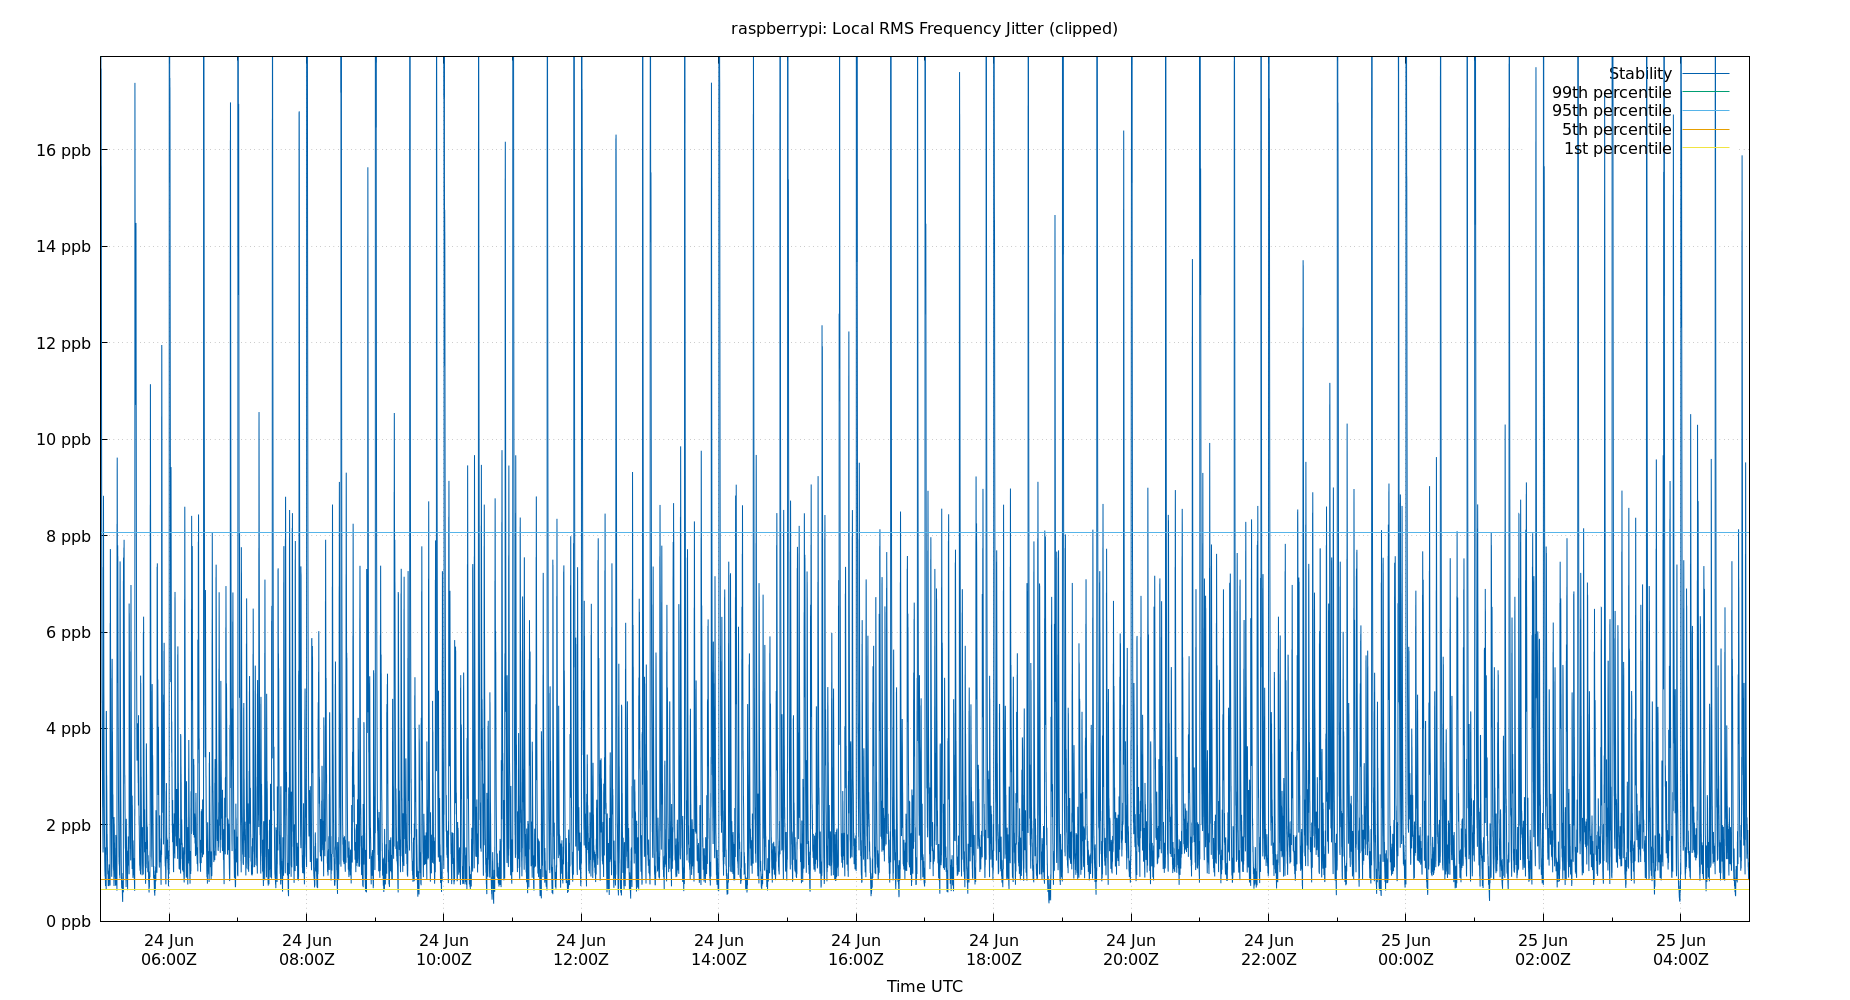 raspberrypi: Local RMS Frequency Jitter (clipped)
Stability
99th percentile
95th percentile
5th percentile
1st percentile
16 ppb
14 ppb
12 ppb
10 ppb
8 ppb
6 ppb
4 ppb
2 ppb
0 ppb
24 Jun 24 Jun 24 Jun 24 Jun 24 Jun 24 Jun 24 Jun 24 Jun 24 Jun 25 Jun 25 Jun 25 Jun
06:00Z 08:00Z 10:00Z 12:00Z 14:00Z 16:00Z 18:00Z 20:00Z 22:00Z 00:00Z 02:00Z 04:00Z
Time UTC